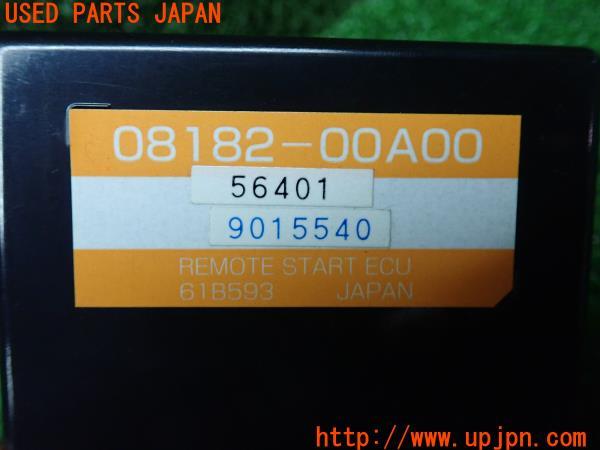 USED PARTS JAPAN
08182-00A00
56401
9015540
REMOTE START ECU
61B593 JAPAN
http://www.upjpn.com/